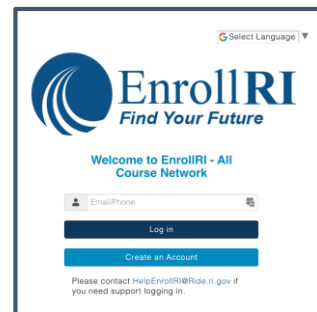 Select Language
EnrollRI
Find Your Future
Welcome to EnrollRI - All
Course Network
Email/Phone
Log in
Create an Account
Please contact HelpEnrollRI@Ride.ri.gov if
you need support logging in.